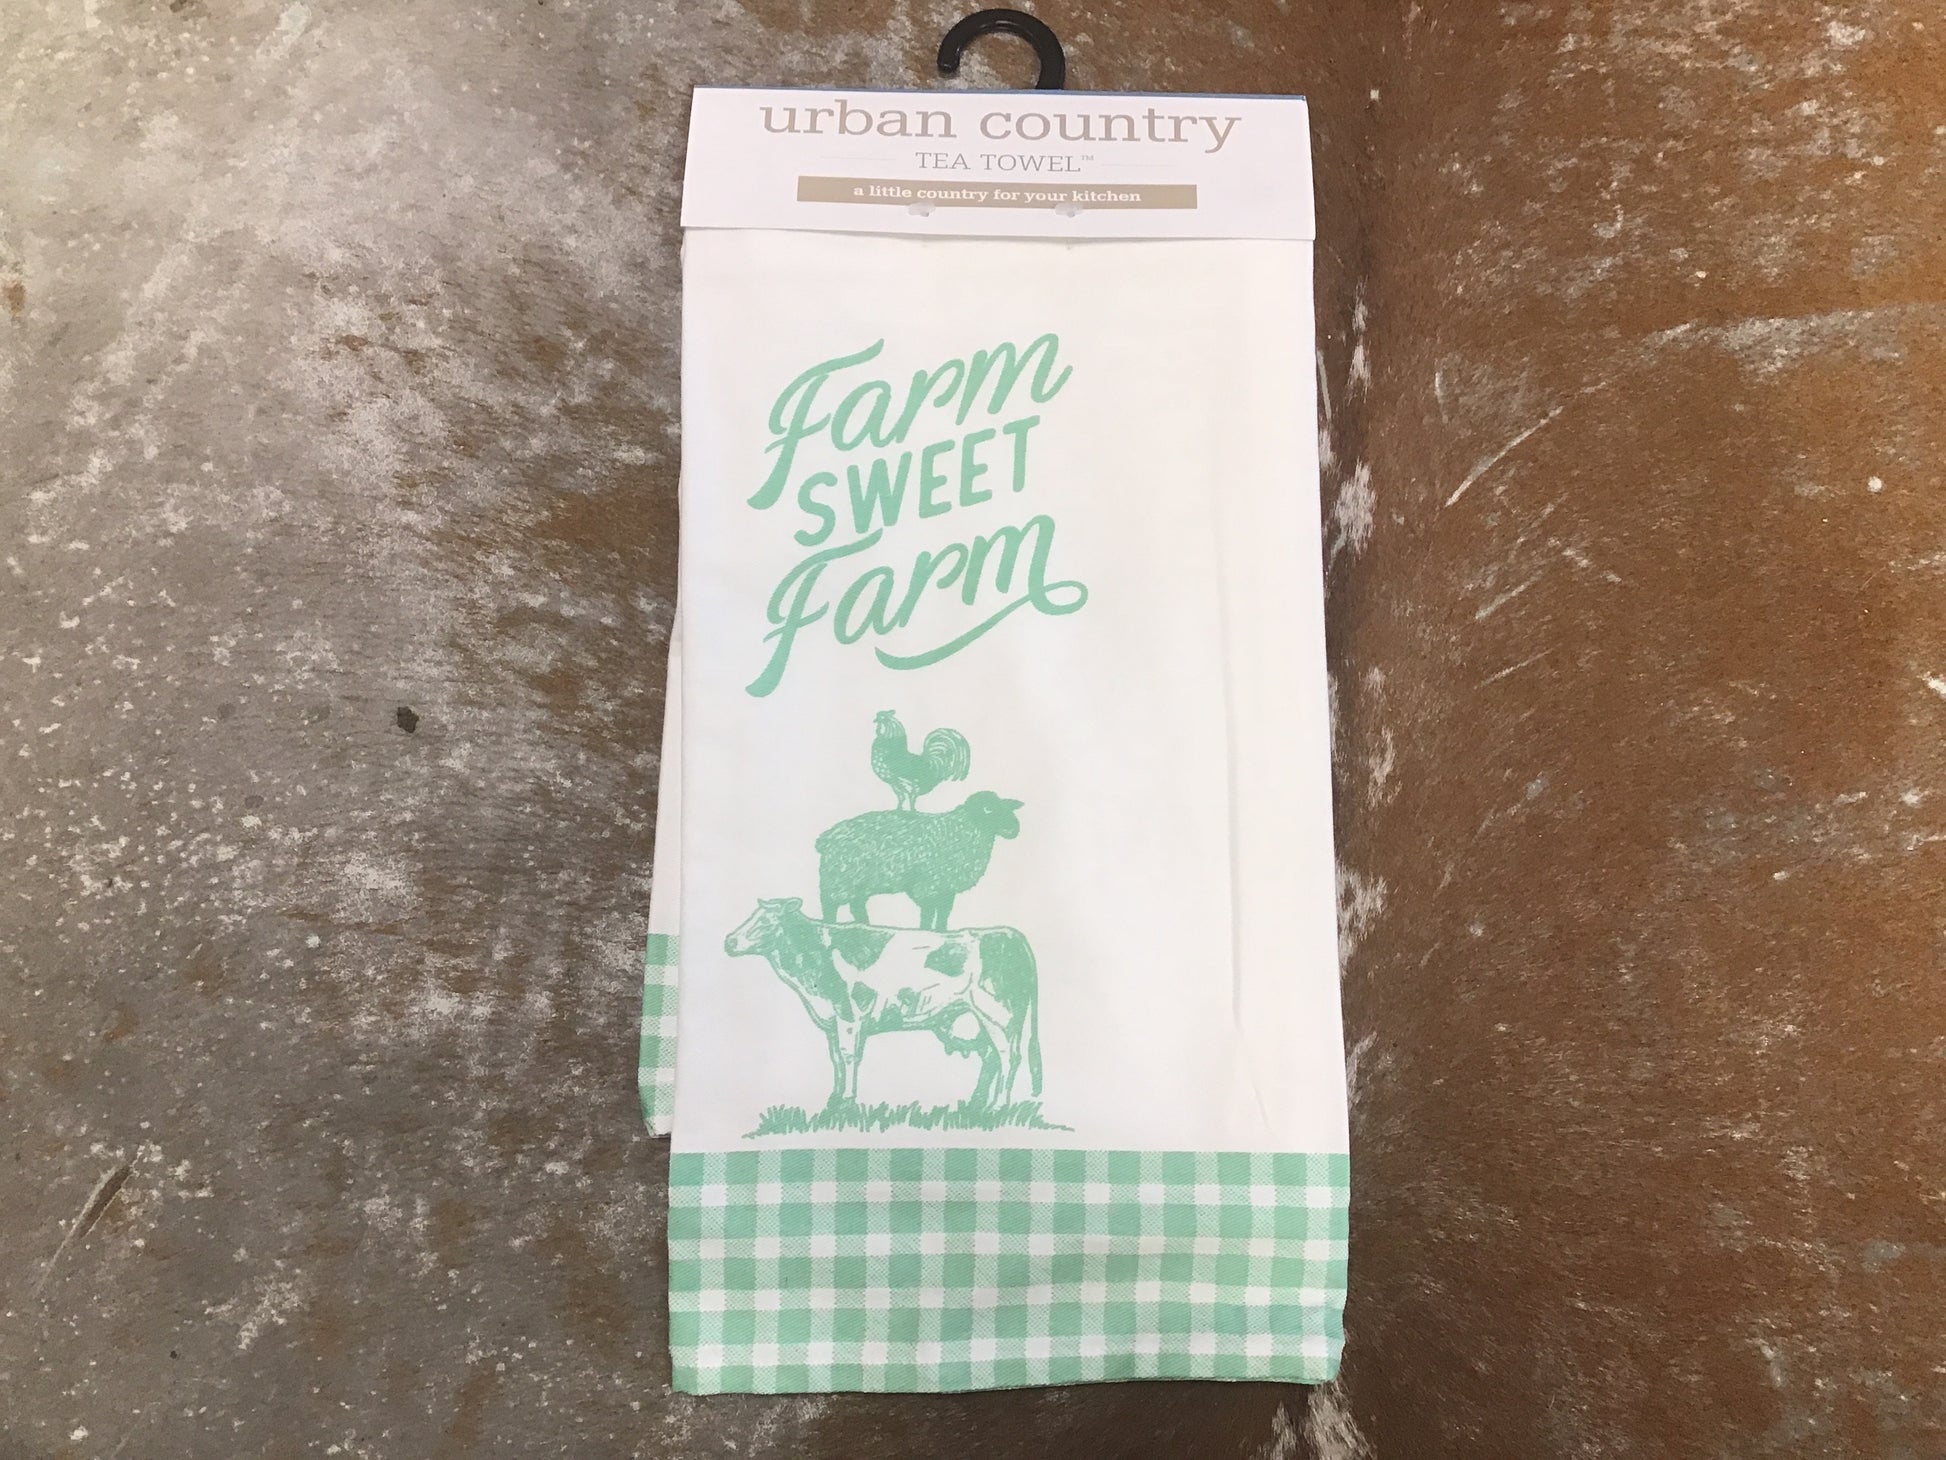 urban country
TEA TOWEL™
a little country for your kitchen
Farm
SWEET
Farm